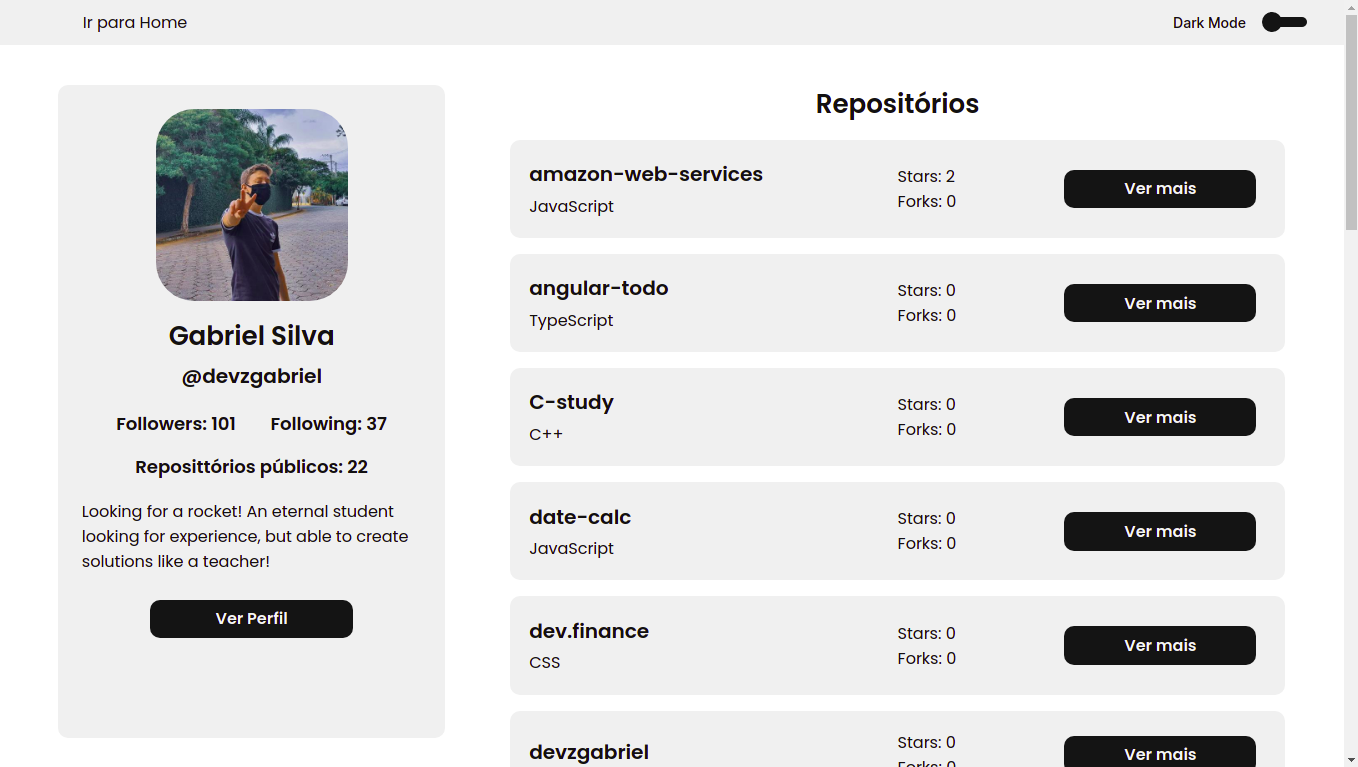 Ir para Home
Dark Mode
Gabriel Silva
@devzgabriel
Followers: 101 Following: 37
Reposittórios públicos: 22
Looking for a rocket! An eternal student
looking for experience, but able to create
solutions like a teacher!
Ver Perfil
Repositórios
amazon-web-services
JavaScript
Stars: 2
Forks: 0
Ver mais
angular-todo
TypeScript
Stars: 0
Forks: 0
Ver mais
C-study
C++
Stars: 0
Forks: 0
Ver mais
date-calc
JavaScript
Stars: 0
Forks: 0
Ver mais
dev.finance
CSS
Stars: 0
Forks: 0
Ver mais
devzgabriel
Stars: 0
Forks: 0
Ver mais